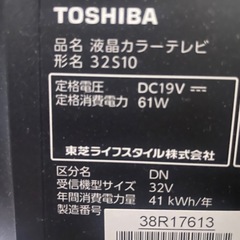 TOSHIBA
品名 液晶カラーテレビ
形名 32S10
定格電圧 DC19V ⎓
定格消費電力 61W
東芝ライフスタイル株式会社
区分名 DN
受信機型サイズ 32V
年間消費電力量 41 kWh/年
製造番号
38R17613